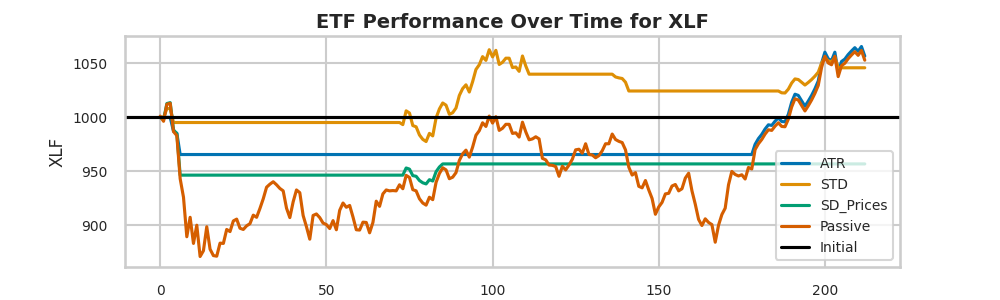 ETF Performance Over Time for XLF
XLF
1050
1000
950
900
0
50
100
150
200
ATR
STD
SD_Prices
Passive
Initial